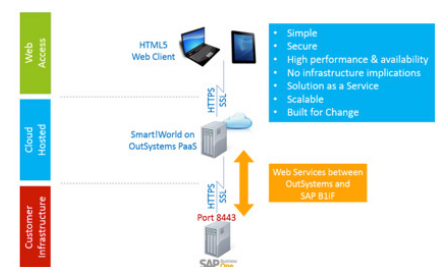 Web
Access
HTML5
Web Client
• Simple
• Secure
• High performance & availability
• No infrastructure implications
• Solution as a Service
• Scalable
• Built for Change
HTTPS
SSL
Cloud
Hosted
Smart!World on
OutSystems PaaS
Web Services between
OutSystems and
SAP B1iF
HTTPS
SSL
Customer
Infrastructure
Port 8443
SAP Business
One